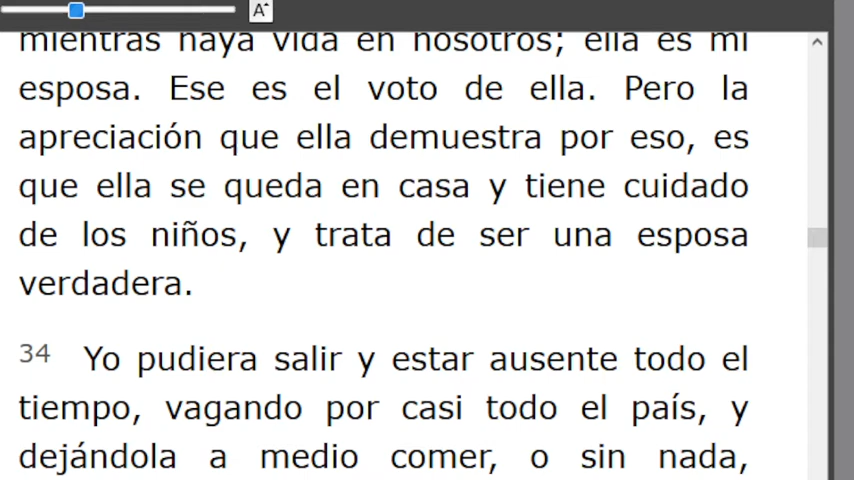 A
mientras haya vida en nosotros; ella es mi
esposa. Ese es el voto de ella. Pero la
apreciación que ella demuestra por eso, es
que ella se queda en casa y tiene cuidado
de los niños, y trata de ser una esposa
verdadera.
34 Yo pudiera salir y estar ausente todo el
tiempo, vagando por casi todo el país, y
dejándola a medio comer, o sin nada,